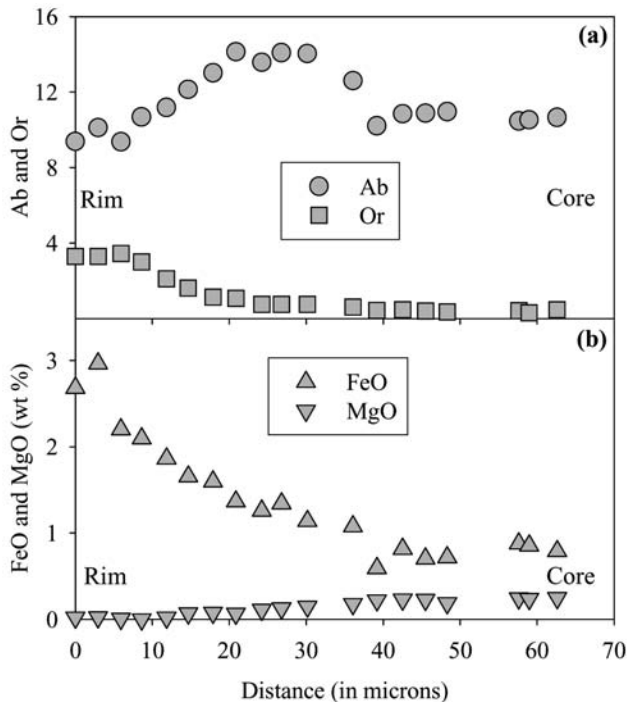 16
(a)
12
Ab and Or
8
Rim
Ab
Core
Or
4
(b)
3
FeO
MgO
FeO and MgO (wt %)
2
1
Rim
Core
0
0 10 20 30 40 50 60 70
Distance (in microns)